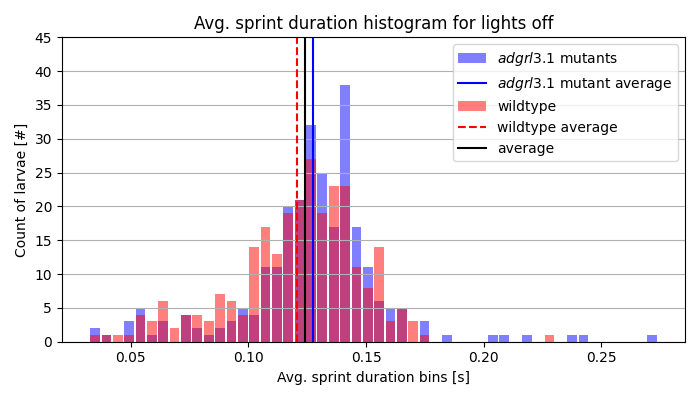 Avg. sprint duration histogram for lights off
45
40
35
30
25
20
15
10
5
0
Count of larvae [#]
adgrl3.1 mutants
adgrl3.1 mutant average
wildtype
wildtype average
average
0.05 0.10 0.15 0.20 0.25
Avg. sprint duration bins [s]